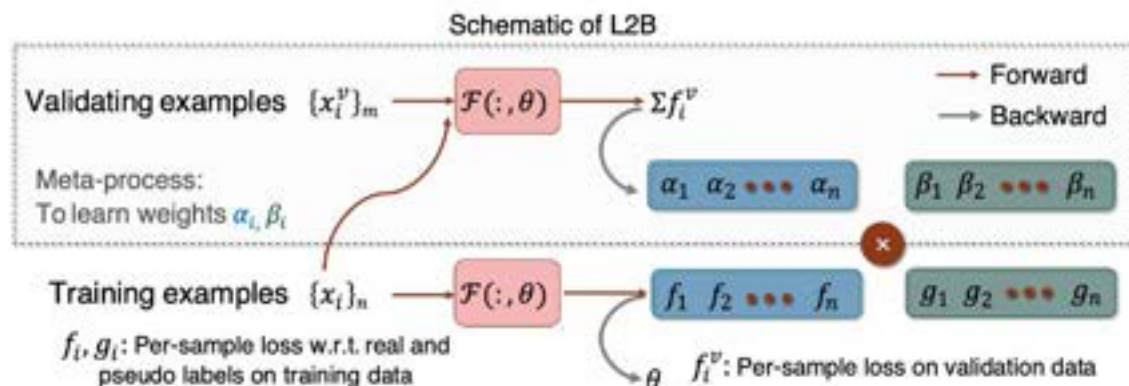 Schematic of L2B
Validating examples {x_i^v}_m F(:,θ) Σf_i^v
Forward
Backward
Meta-process:
To learn weights α_i, β_i
α_1 α_2 ••• α_n β_1 β_2 ••• β_n
×
Training examples {x_i}_n F(:,θ) f_1 f_2 ••• f_n g_1 g_2 ••• g_n
f_i, g_i: Per-sample loss w.r.t. real and
pseudo labels on training data
θ f_i^v: Per-sample loss on validation data